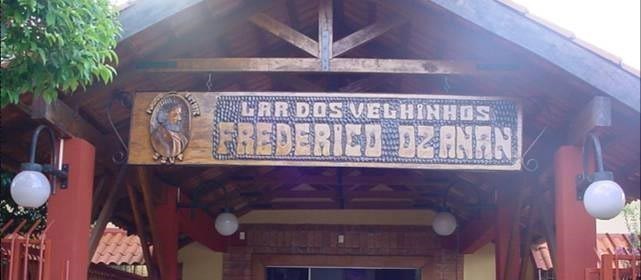 LAR DOS VELHINHOS
FREDERICO OZANAN